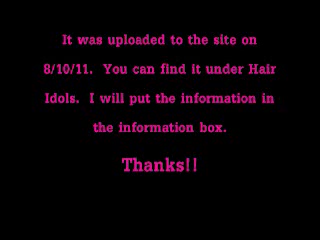 It was uploaded to the site on
8/10/11.  You can find it under Hair
Idols.  I will put the information in
the information box.
Thanks!!